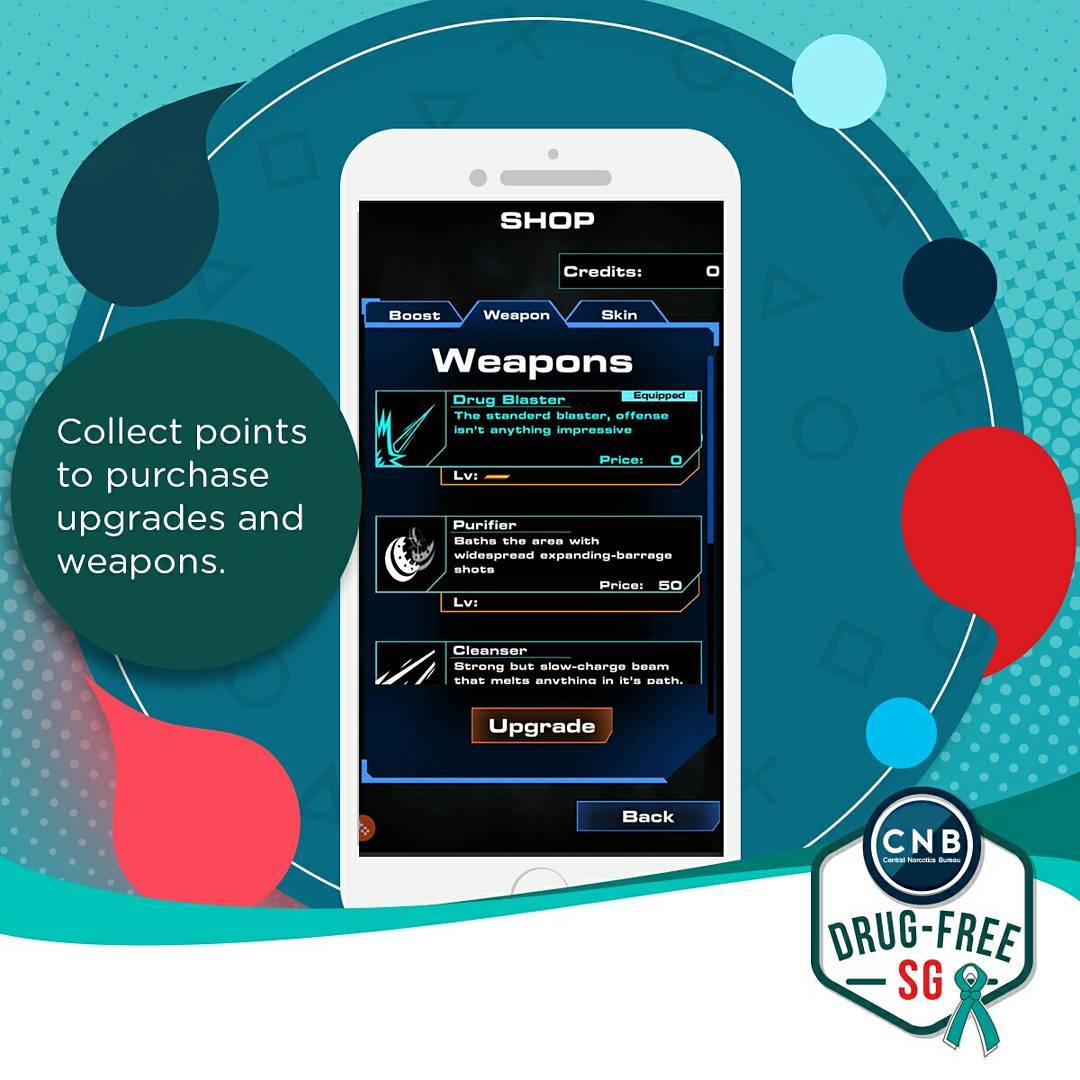 Collect points
to purchase
upgrades and
weapons.
SHOP
Credits: 0
Boost Weapon Skin
Weapons
Drug Blaster Equipped
The standerd blaster, offense
isn't anything impressive
Price: 0
Lv:
Purifier
Baths the area with
widespread expanding-barrage
shots
Price: 50
Lv:
Cleanser
Strong but slow-charge beam
that melts anything in it's path.
Upgrade
Back
CNB
Central Narcotics Bureau
DRUG-FREE
SG